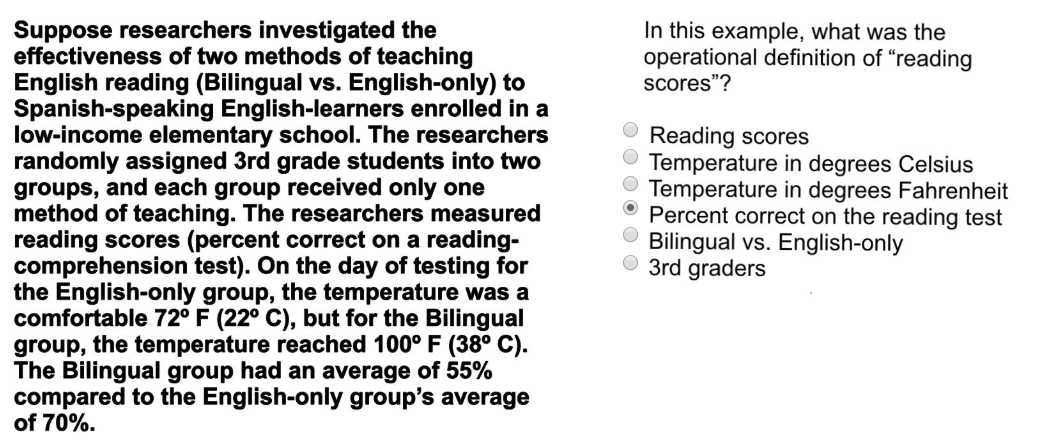 Suppose researchers investigated the
effectiveness of two methods of teaching
English reading (Bilingual vs. English-only) to
Spanish-speaking English-learners enrolled in a
low-income elementary school. The researchers
randomly assigned 3rd grade students into two
groups, and each group received only one
method of teaching. The researchers measured
reading scores (percent correct on a reading-
comprehension test). On the day of testing for
the English-only group, the temperature was a
comfortable 72º F (22º C), but for the Bilingual
group, the temperature reached 100º F (38º C).
The Bilingual group had an average of 55%
compared to the English-only group’s average
of 70%.
In this example, what was the
operational definition of “reading
scores”?
Reading scores
Temperature in degrees Celsius
Temperature in degrees Fahrenheit
Percent correct on the reading test
Bilingual vs. English-only
3rd graders